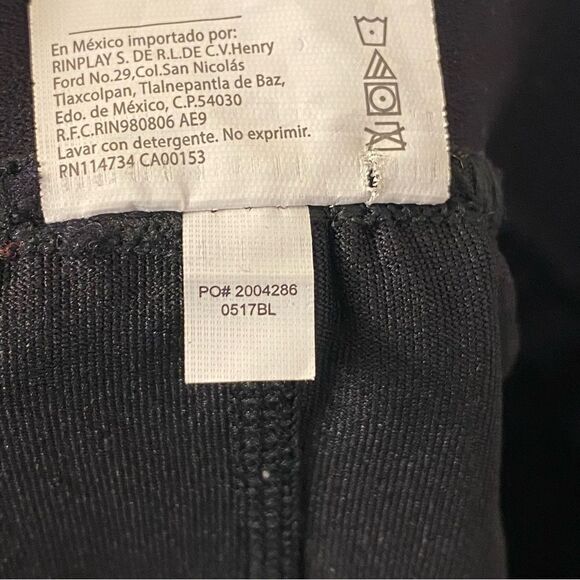 En México importado por:
RINPLAY S. DE R.L.DE C.V.Henry
Ford No.29,Col.San Nicolás
Tlaxcolpan, Tlalnepantla de Baz,
Edo. de México, C.P.54030
R.F.C.RIN980806 AE9
Lavar con detergente. No exprimir.
RN114734 CA00153
PO# 2004286
0517BL